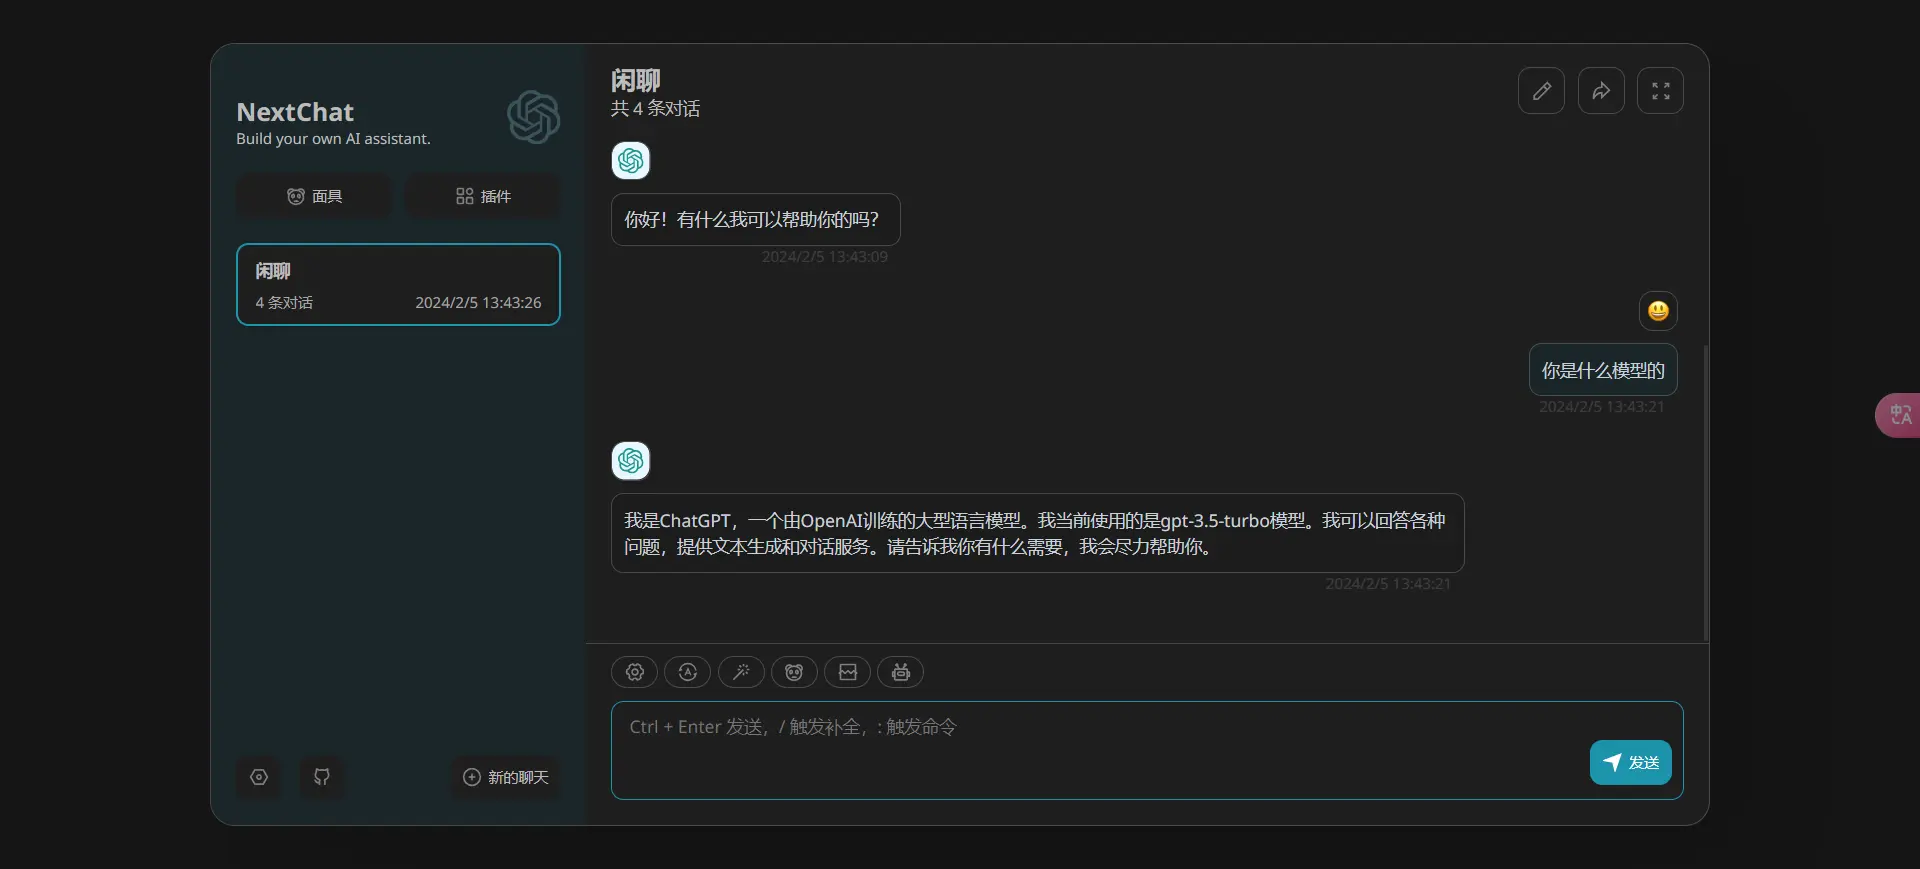 NextChat
Build your own AI assistant.
面具
插件
闲聊
4 条对话
2024/2/5 13:43:26
新的聊天
闲聊
共 4 条对话
你好！有什么我可以帮助你的吗？
2024/2/5 13:43:09
你是什么模型的
2024/2/5 13:43:21
我是ChatGPT，一个由OpenAI训练的大型语言模型。我当前使用的是gpt-3.5-turbo模型。我可以回答各种
问题，提供文本生成和对话服务。请告诉我你有什么需要，我会尽力帮助你。
2024/2/5 13:43:21
Ctrl + Enter 发送，/ 触发补全，: 触发命令
发送
中A